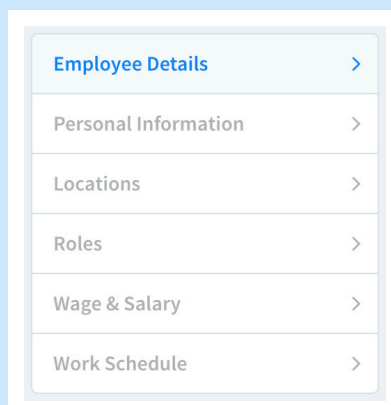 Employee Details
Personal Information
Locations
Roles
Wage & Salary
Work Schedule